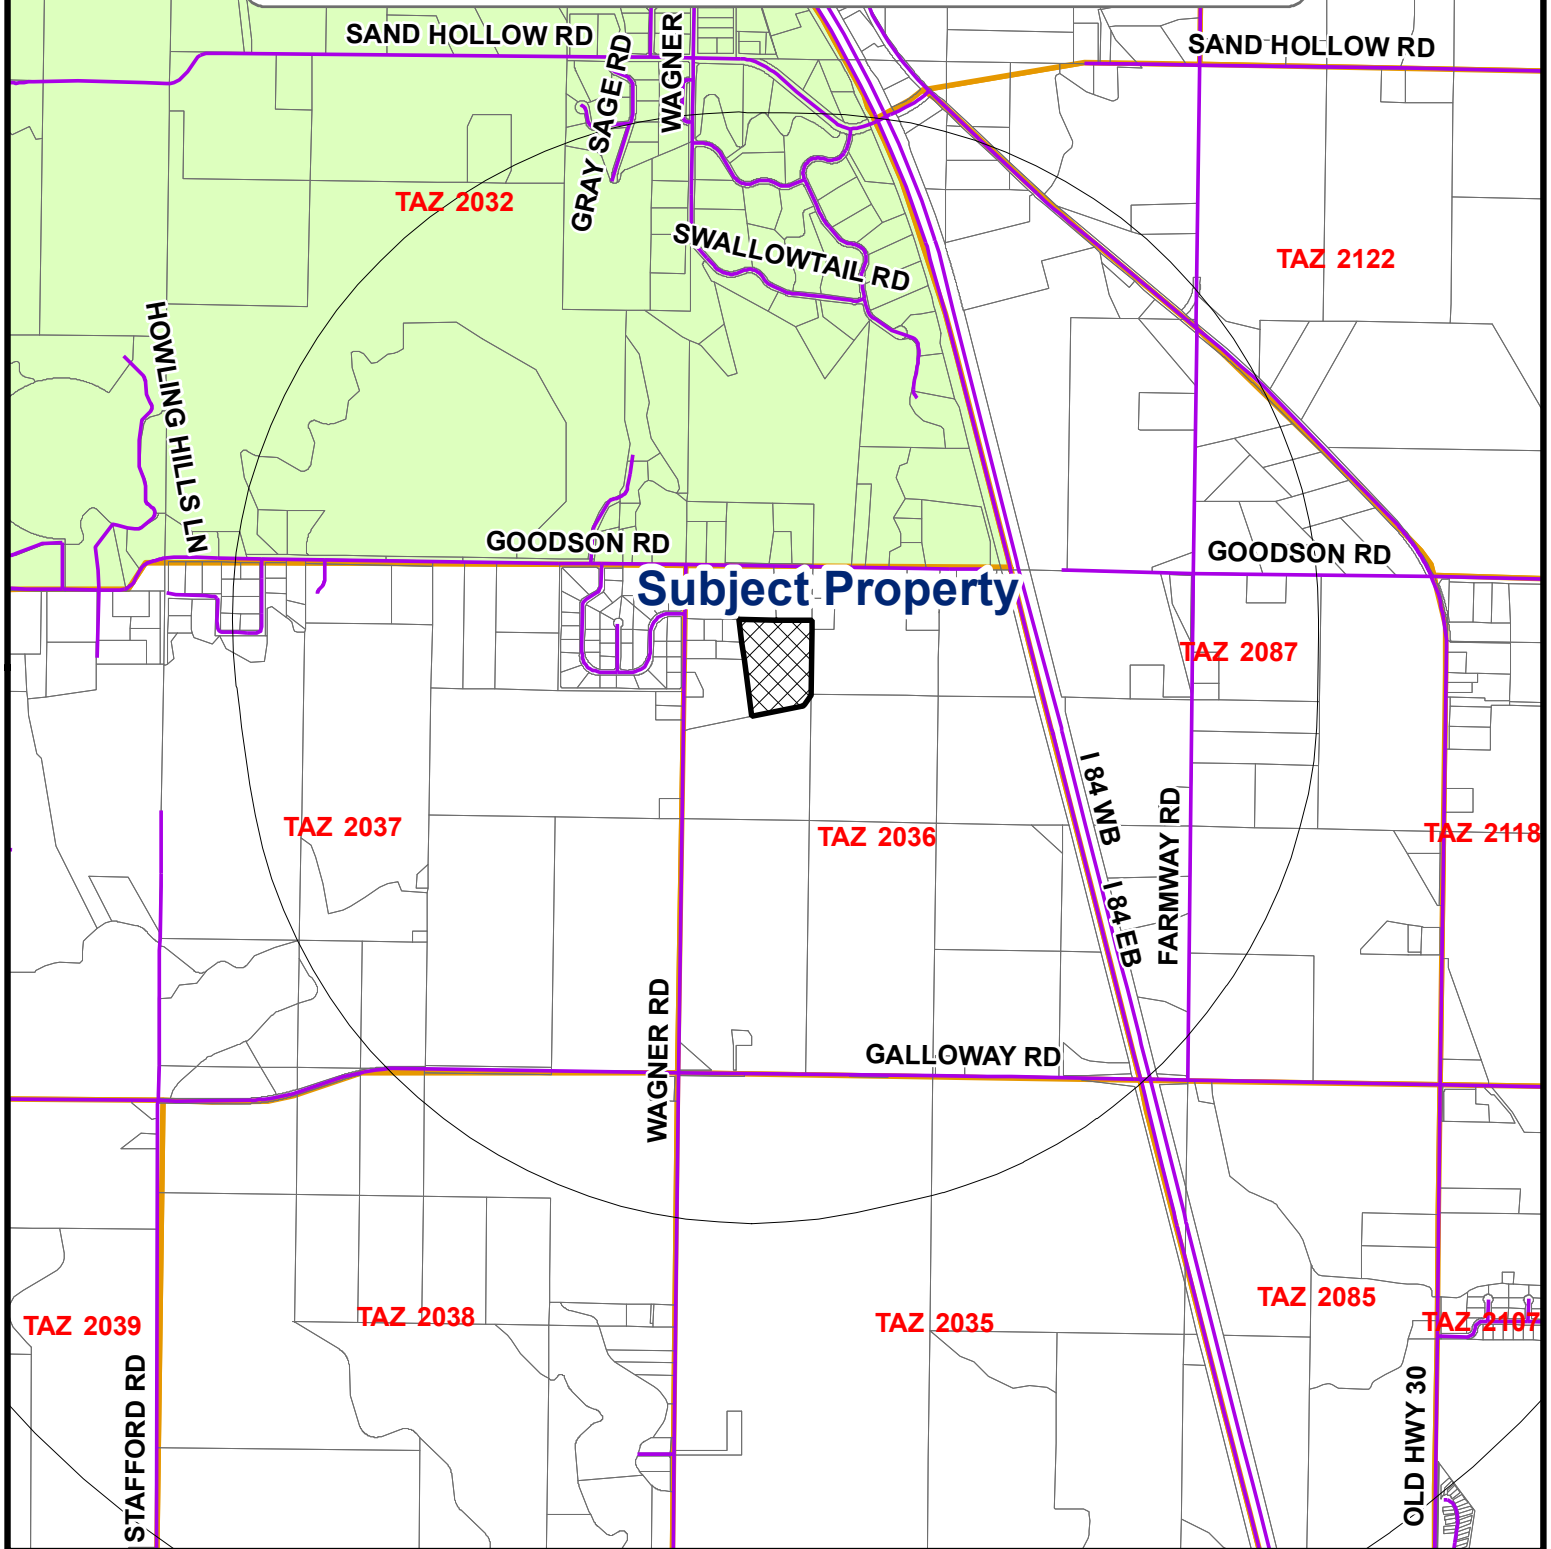 SAND HOLLOW RD
GRAY SAGE RD
WAGNER
SAND HOLLOW RD
TAZ 2032
SWALLOWTAIL RD
TAZ 2122
HOWLING HILLS LN
GOODSON RD
GOODSON RD
Subject Property
TAZ 2087
I 84 WB
FARMWAY RD
TAZ 2037
TAZ 2036
TAZ 2118
I 84 EB
WAGNER RD
GALLOWAY RD
TAZ 2039
TAZ 2038
TAZ 2035
TAZ 2085
TAZ 2107
STAFFORD RD
OLD HWY 30